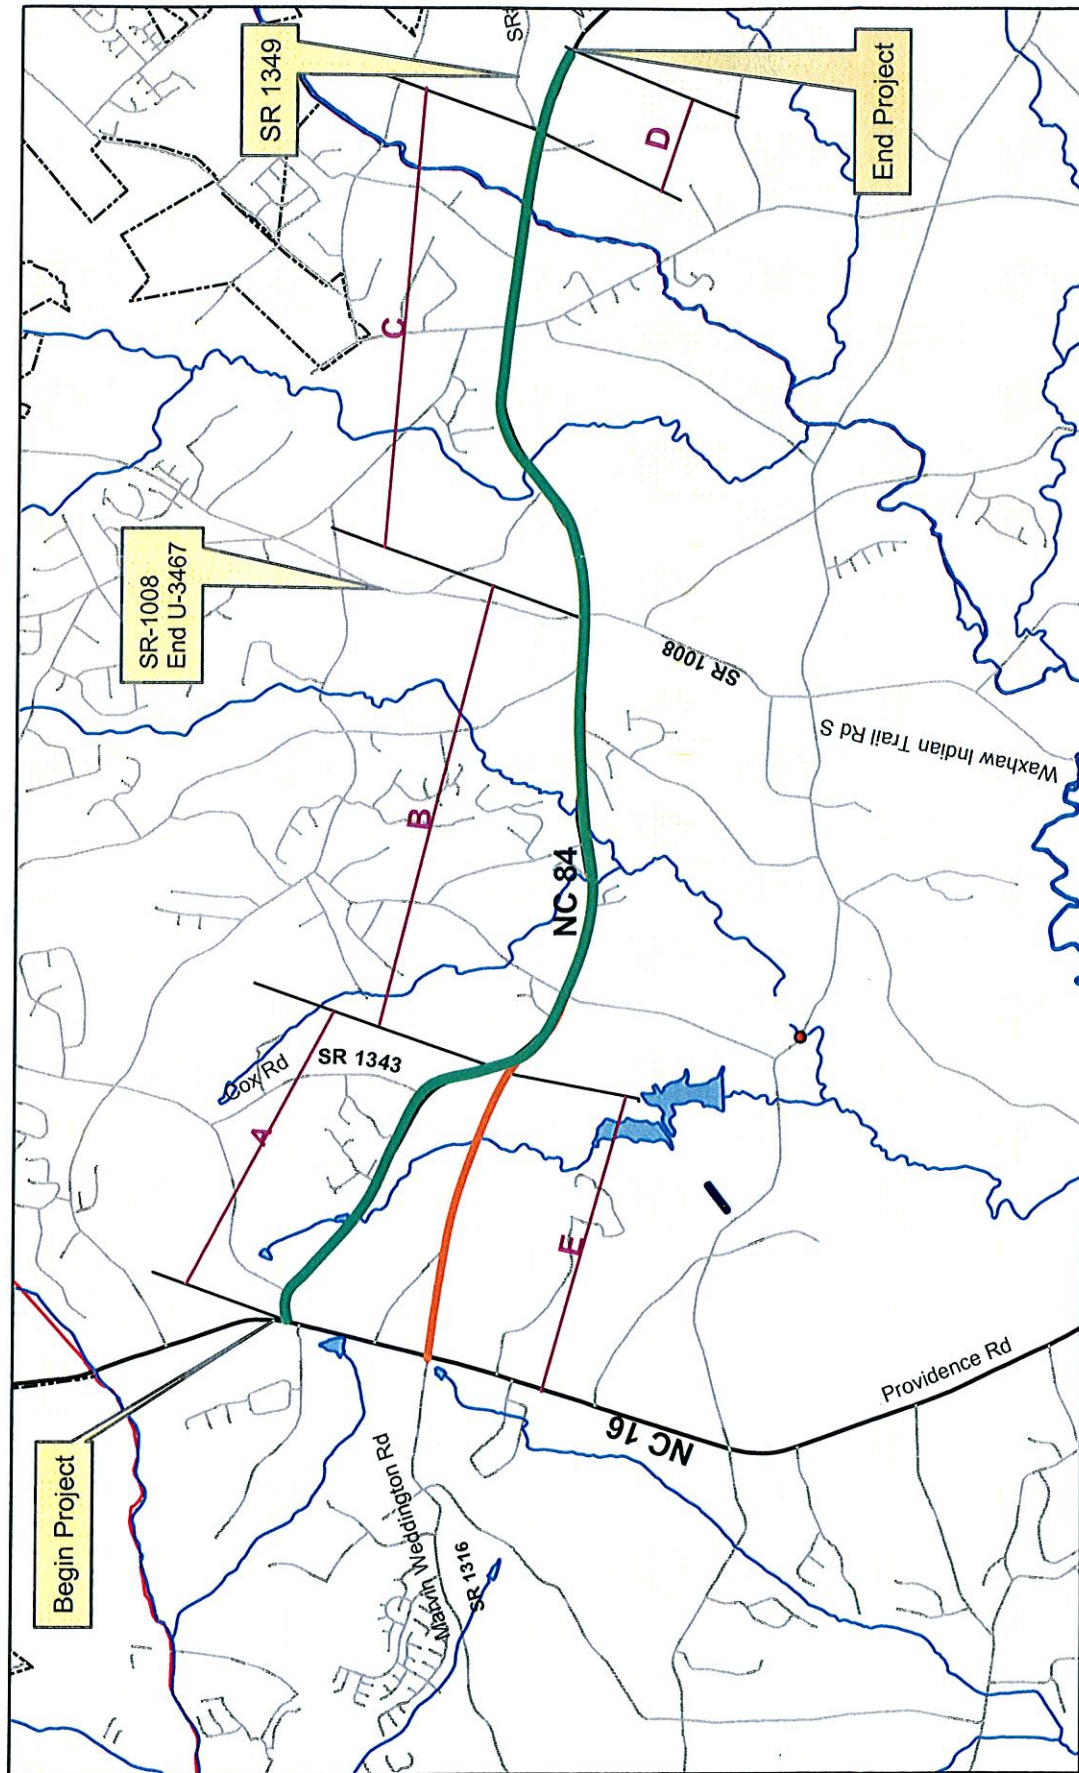 Begin Project
SR-1008
End U-3467
SR 1349
SR
End Project
A
B
C
D
E
Cox Rd
SR 1343
NC 84
SR 1008
Waxhaw Indian Trail Rd S
NC 16
Providence Rd
Marvin Weddington Rd
SR 1316